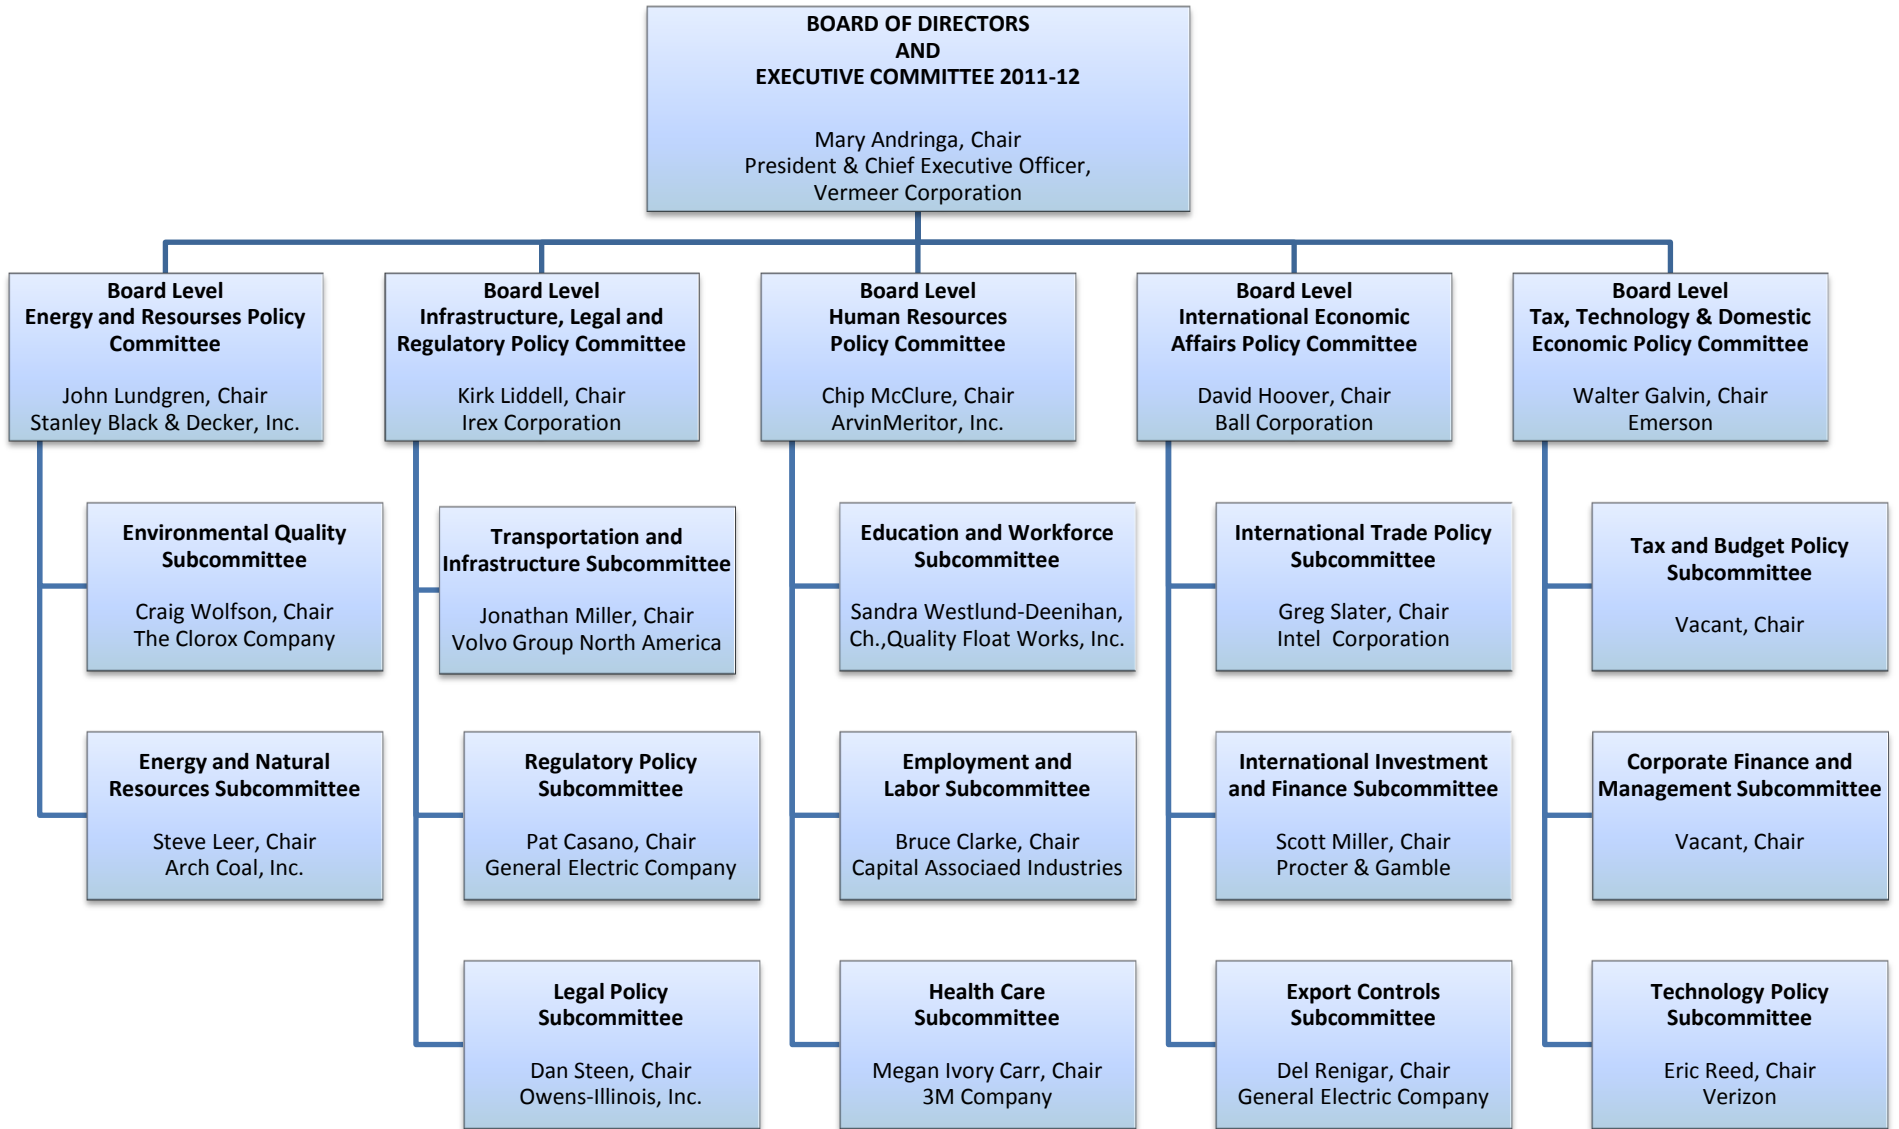 BOARD OF DIRECTORS
AND
EXECUTIVE COMMITTEE 2011-12
Mary Andringa, Chair
President & Chief Executive Officer,
Vermeer Corporation
Board Level
Energy and Resourses Policy
Committee
John Lundgren, Chair
Stanley Black & Decker, Inc.
Board Level
Infrastructure, Legal and
Regulatory Policy Committee
Kirk Liddell, Chair
Irex Corporation
Board Level
Human Resources
Policy Committee
Chip McClure, Chair
ArvinMeritor, Inc.
Board Level
International Economic
Affairs Policy Committee
David Hoover, Chair
Ball Corporation
Board Level
Tax, Technology & Domestic
Economic Policy Committee
Walter Galvin, Chair
Emerson
Environmental Quality
Subcommittee
Craig Wolfson, Chair
The Clorox Company
Transportation and
Infrastructure Subcommittee
Jonathan Miller, Chair
Volvo Group North America
Education and Workforce
Subcommittee
Sandra Westlund-Deenihan,
Ch.,Quality Float Works, Inc.
International Trade Policy
Subcommittee
Greg Slater, Chair
Intel  Corporation
Tax and Budget Policy
Subcommittee
Vacant, Chair
Energy and Natural
Resources Subcommittee
Steve Leer, Chair
Arch Coal, Inc.
Regulatory Policy
Subcommittee
Pat Casano, Chair
General Electric Company
Employment and
Labor Subcommittee
Bruce Clarke, Chair
Capital Associaed Industries
International Investment
and Finance Subcommittee
Scott Miller, Chair
Procter & Gamble
Corporate Finance and
Management Subcommittee
Vacant, Chair
Legal Policy
Subcommittee
Dan Steen, Chair
Owens-Illinois, Inc.
Health Care
Subcommittee
Megan Ivory Carr, Chair
3M Company
Export Controls
Subcommittee
Del Renigar, Chair
General Electric Company
Technology Policy
Subcommittee
Eric Reed, Chair
Verizon